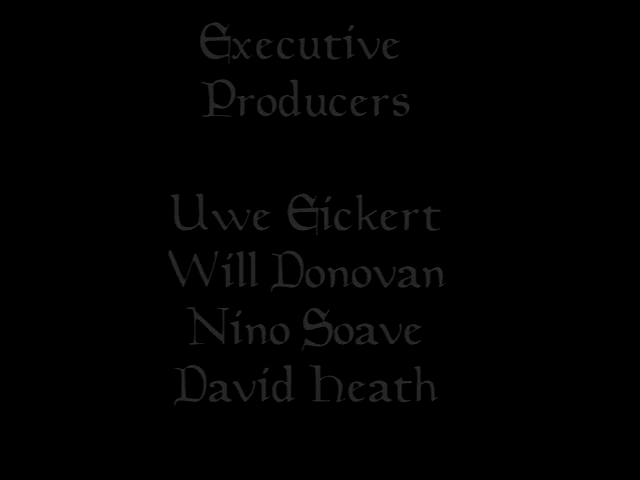 Executive
Producers
Uwe Eickert
Will Donovan
Nino Soave
David Heath